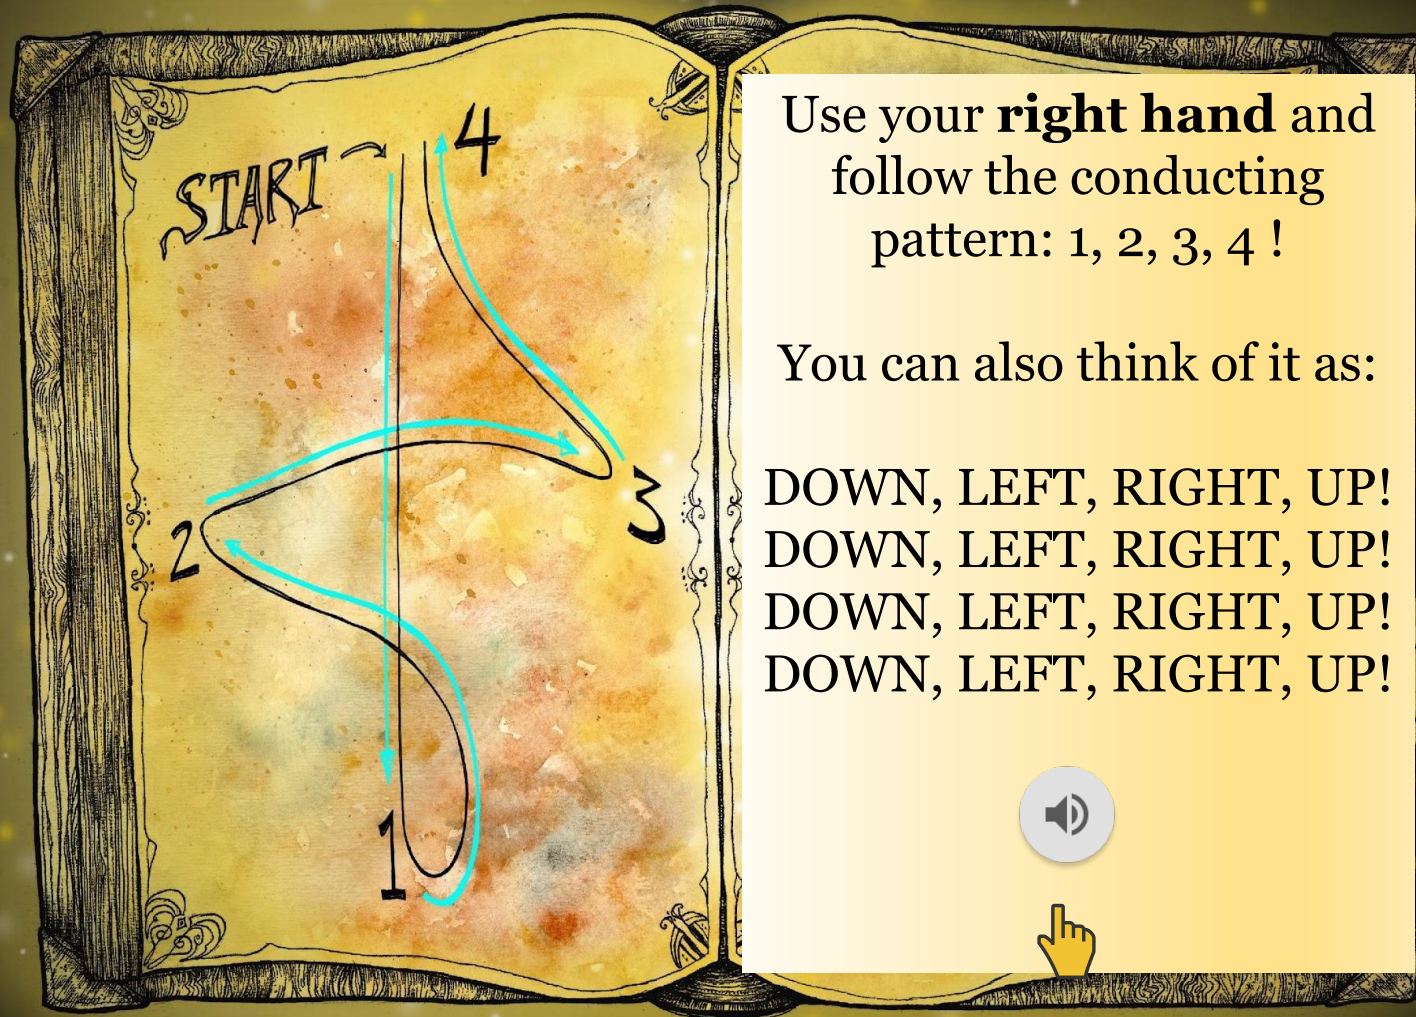 START
4
3
2
1
Use your right hand and
follow the conducting
pattern: 1, 2, 3, 4 !
You can also think of it as:
DOWN, LEFT, RIGHT, UP!
DOWN, LEFT, RIGHT, UP!
DOWN, LEFT, RIGHT, UP!
DOWN, LEFT, RIGHT, UP!